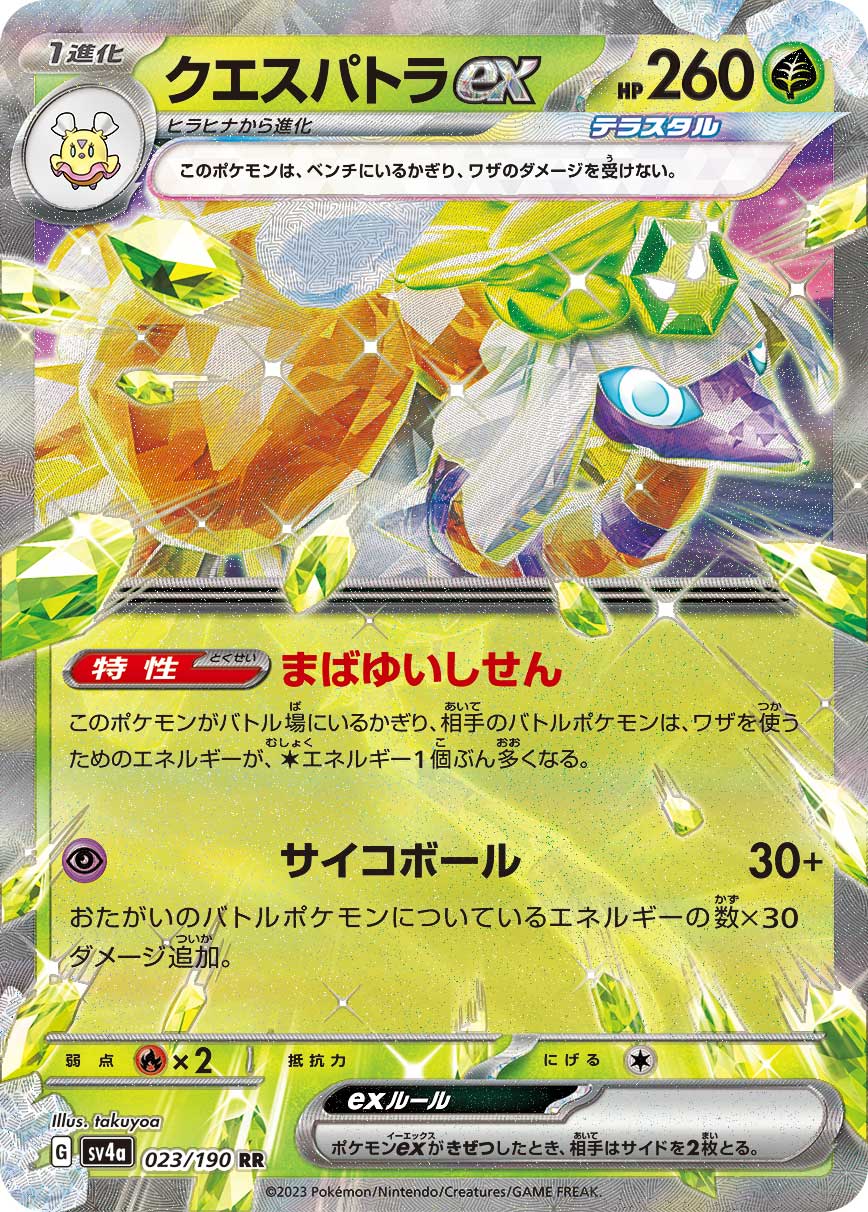 1進化
クエスパトラex
HP260
ヒラヒナから進化
テラスタル
このポケモンは、ベンチにいるかぎり、ワザのダメージを受けない。
特性 とくせい まばゆいしせん
このポケモンがバトル場にいるかぎり、相手のバトルポケモンは、ワザを使う
ためのエネルギーが、エネルギー1個ぶん多くなる。
サイコボール 30+
おたがいのバトルポケモンについているエネルギーの数×30
ダメージ追加。
弱点 ×2 抵抗力 にげる
exルール
ポケモンexがきぜつしたとき、相手はサイドを2枚とる。
Illus. takuyoa
G sv4a 023/190 RR
©2023 Pokémon/Nintendo/Creatures/GAME FREAK.